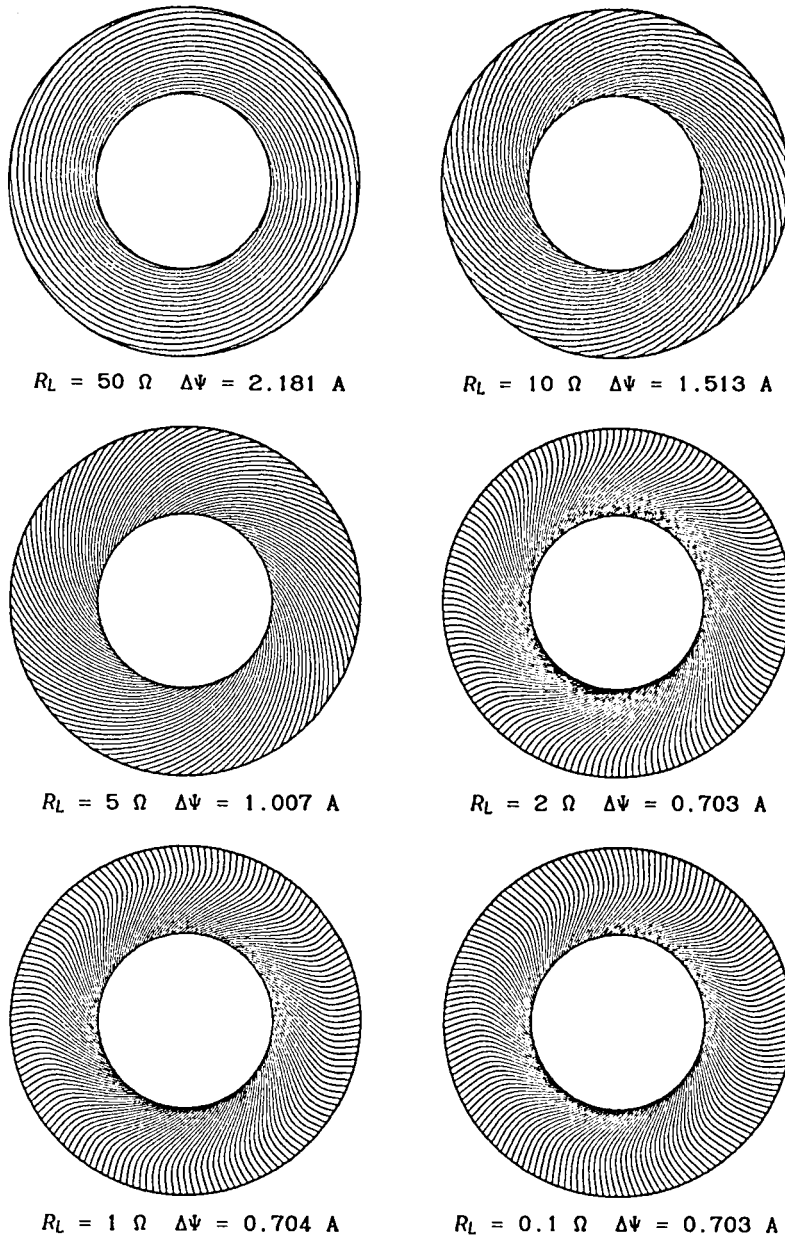 R_L = 50 Ω ΔΨ = 2.181 A
R_L = 10 Ω ΔΨ = 1.513 A
R_L = 5 Ω ΔΨ = 1.007 A
R_L = 2 Ω ΔΨ = 0.703 A
R_L = 1 Ω ΔΨ = 0.704 A
R_L = 0.1 Ω ΔΨ = 0.703 A